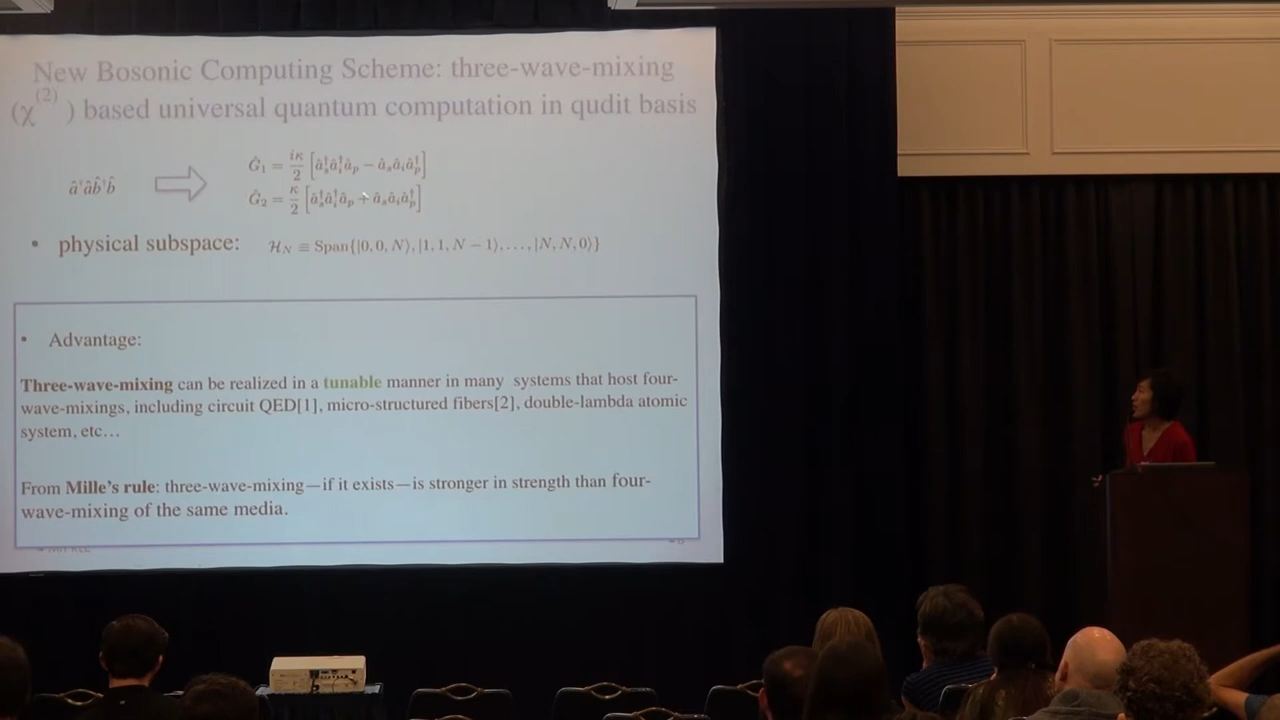 New Bosonic Computing Scheme: three-wave-mixing
(χ⁽²⁾) based universal quantum computation in qudit basis
â†âb̂†b̂
Ĝ₁ = iκ/2 [â†ₛâ†ᵢâₚ − âₛâᵢâ†ₚ]
Ĝ₂ = κ/2 [â†ₛâ†ᵢâₚ + âₛâᵢâ†ₚ]
• physical subspace: ℋ_N ≡ Span{|0, 0, N⟩, |1, 1, N − 1⟩, . . . , |N, N, 0⟩}
• Advantage:
Three-wave-mixing can be realized in a tunable manner in many systems that host four-
wave-mixings, including circuit QED[1], micro-structured fibers[2], double-lambda atomic
system, etc…
From Mille's rule: three-wave-mixing—if it exists—is stronger in strength than four-
wave-mixing of the same media.